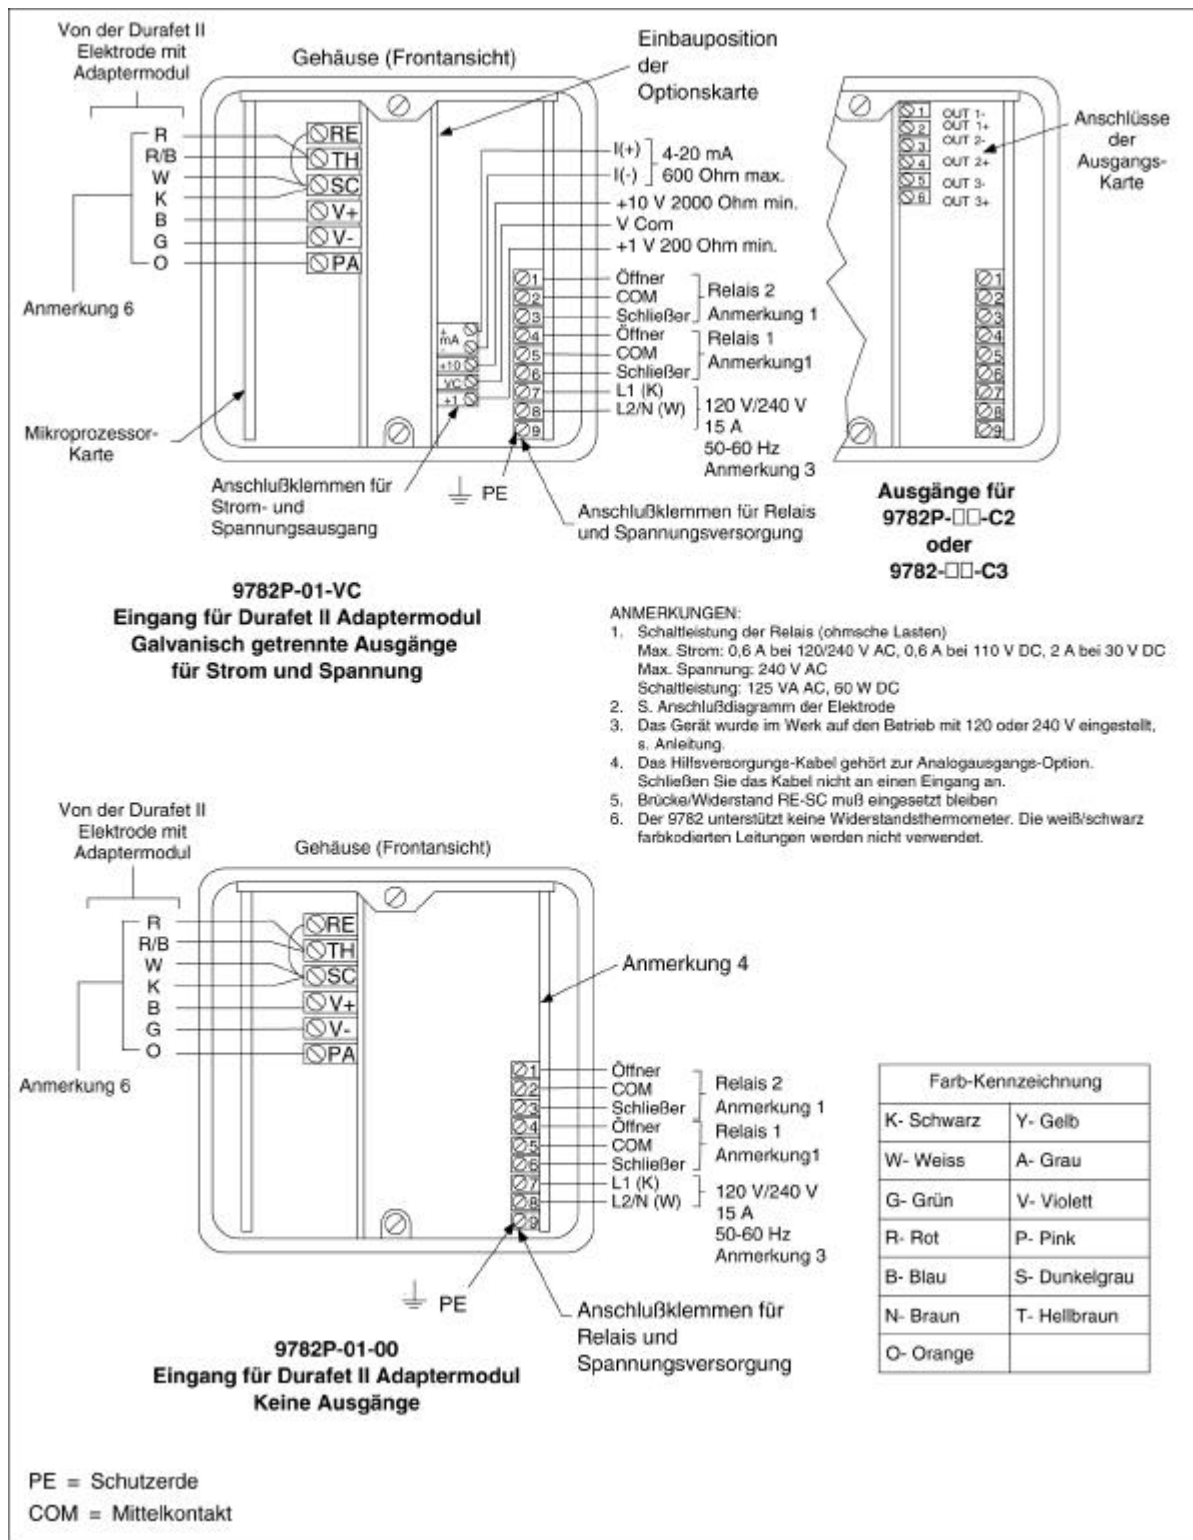 Von der Durafet II
Elektrode mit
Adaptermodul
Gehäuse (Frontansicht)
Einbauposition
der
Optionskarte
R
R/B
W
K
B
G
O
Anmerkung 6
RE
TH
SC
V+
V-
PA
I(+)
I(-)
4-20 mA
600 Ohm max.
+10 V 2000 Ohm min.
V Com
+1 V 200 Ohm min.
+
mA
-
+10
VC
+1
1
2
3
4
5
6
7
8
9
Öffner
COM
Schließer
Relais 2
Anmerkung 1
Öffner
COM
Schließer
Relais 1
Anmerkung1
L1 (K)
L2/N (W)
120 V/240 V
15 A
50-60 Hz
Anmerkung 3
Mikroprozessor-
Karte
Anschlußklemmen für
Strom- und
Spannungsausgang
PE
Anschlußklemmen für Relais
und Spannungsversorgung
9782P-01-VC
Eingang für Durafet II Adaptermodul
Galvanisch getrennte Ausgänge
für Strom und Spannung
1 OUT 1-
2 OUT 1+
3 OUT 2-
4 OUT 2+
5 OUT 3-
6 OUT 3+
Anschlüsse
der
Ausgangs-
Karte
1
2
3
4
5
6
7
8
9
Ausgänge für
9782P-□□-C2
oder
9782-□□-C3
ANMERKUNGEN:
1. Schaltleistung der Relais (ohmsche Lasten)
Max. Strom: 0,6 A bei 120/240 V AC, 0,6 A bei 110 V DC, 2 A bei 30 V DC
Max. Spannung: 240 V AC
Schaltleistung: 125 VA AC, 60 W DC
2. S. Anschlußdiagramm der Elektrode
3. Das Gerät wurde im Werk auf den Betrieb mit 120 oder 240 V eingestellt,
s. Anleitung.
4. Das Hilfsversorgungs-Kabel gehört zur Analogausgangs-Option.
Schließen Sie das Kabel nicht an einen Eingang an.
5. Brücke/Widerstand RE-SC muß eingesetzt bleiben
6. Der 9782 unterstützt keine Widerstandsthermometer. Die weiß/schwarz
farbkodierten Leitungen werden nicht verwendet.
Von der Durafet II
Elektrode mit
Adaptermodul
Gehäuse (Frontansicht)
R
R/B
W
K
B
G
O
Anmerkung 6
RE
TH
SC
V+
V-
PA
Anmerkung 4
1
2
3
4
5
6
7
8
9
Öffner
COM
Schließer
Relais 2
Anmerkung 1
Öffner
COM
Schließer
Relais 1
Anmerkung1
L1 (K)
L2/N (W)
120 V/240 V
15 A
50-60 Hz
Anmerkung 3
PE
Anschlußklemmen für
Relais und
Spannungsversorgung
9782P-01-00
Eingang für Durafet II Adaptermodul
Keine Ausgänge
Farb-Kennzeichnung
K- Schwarz Y- Gelb
W- Weiss A- Grau
G- Grün V- Violett
R- Rot P- Pink
B- Blau S- Dunkelgrau
N- Braun T- Hellbraun
O- Orange
PE = Schutzerde
COM = Mittelkontakt